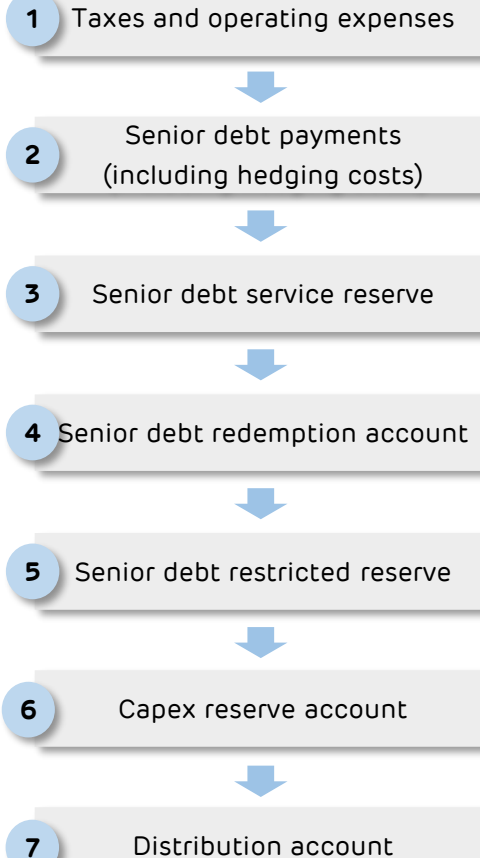 1 Taxes and operating expenses
2 Senior debt payments
(including hedging costs)
3 Senior debt service reserve
4 Senior debt redemption account
5 Senior debt restricted reserve
6 Capex reserve account
7 Distribution account